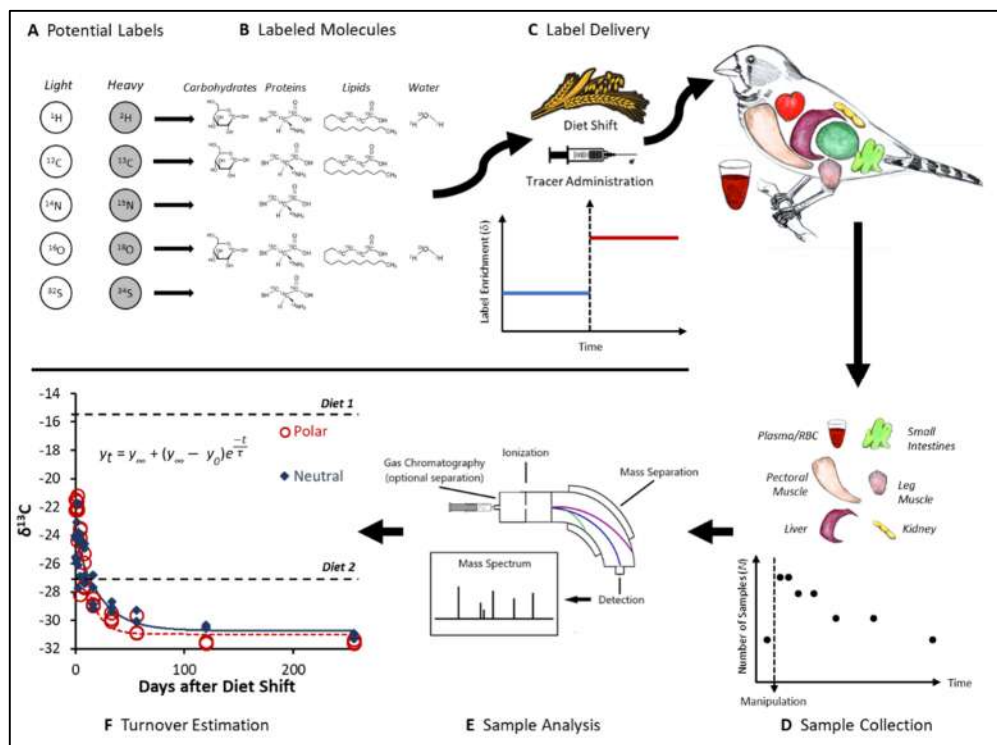 A Potential Labels
Light Heavy
¹H ²H
¹²C ¹³C
¹⁴N ¹⁵N
¹⁶O ¹⁸O
³²S ³⁴S
B Labeled Molecules
Carbohydrates Proteins Lipids Water
C Label Delivery
Diet Shift
Tracer Administration
Label Enrichment (δ)
Time
Plasma/RBC
Small
Intestines
Pectoral
Muscle
Leg
Muscle
Liver
Kidney
Number of Samples (N)
Time
Manipulation
D Sample Collection
Gas Chromatography
(optional separation)
Ionization
Mass Separation
Mass Spectrum
Detection
E Sample Analysis
-14
-16
-18
-20
-22
-24
-26
-28
-30
-32
δ¹³C
Diet 1
Polar
Neutral
yₜ = y∞ + (y∞ − y₀)e^(-t/τ)
Diet 2
0 100 200
Days after Diet Shift
F Turnover Estimation